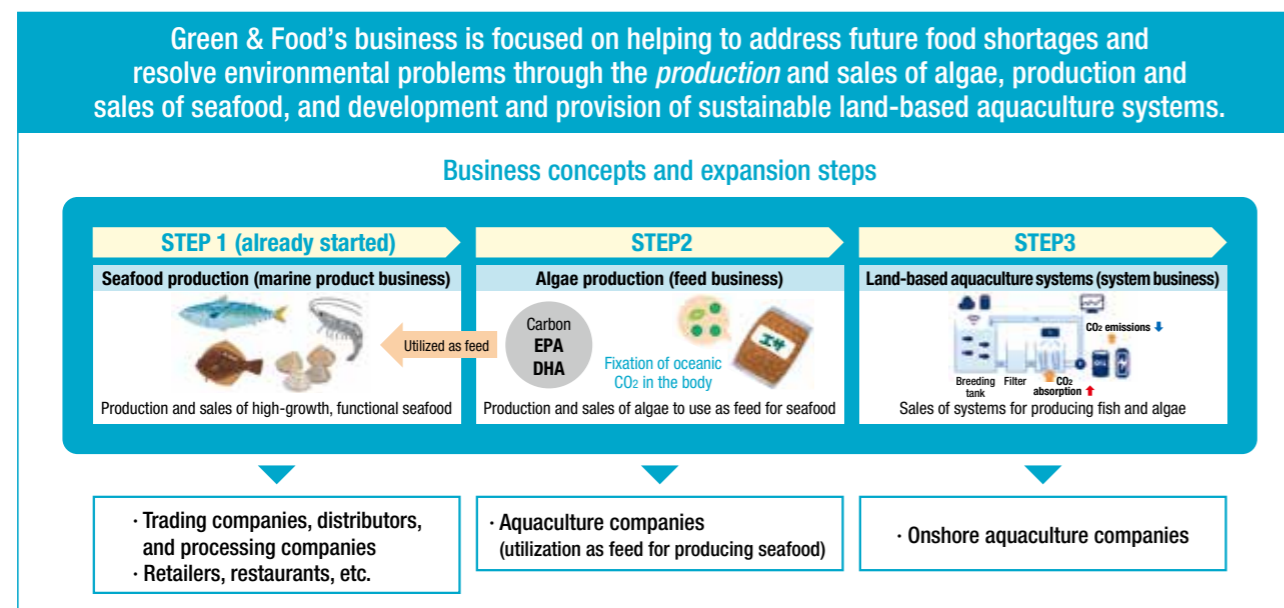 Green & Food’s business is focused on helping to address future food shortages and
resolve environmental problems through the production and sales of algae, production and
sales of seafood, and development and provision of sustainable land-based aquaculture systems.
Business concepts and expansion steps
STEP 1 (already started)
Seafood production (marine product business)
Production and sales of high-growth, functional seafood
Utilized as feed
STEP2
Algae production (feed business)
Carbon
EPA
DHA
Fixation of oceanic
CO2 in the body
エサ
Production and sales of algae to use as feed for seafood
STEP3
Land-based aquaculture systems (system business)
CO2 emissions
Breeding
tank
Filter
CO2
absorption
Sales of systems for producing fish and algae
· Trading companies, distributors,
and processing companies
· Retailers, restaurants, etc.
· Aquaculture companies
(utilization as feed for producing seafood)
· Onshore aquaculture companies